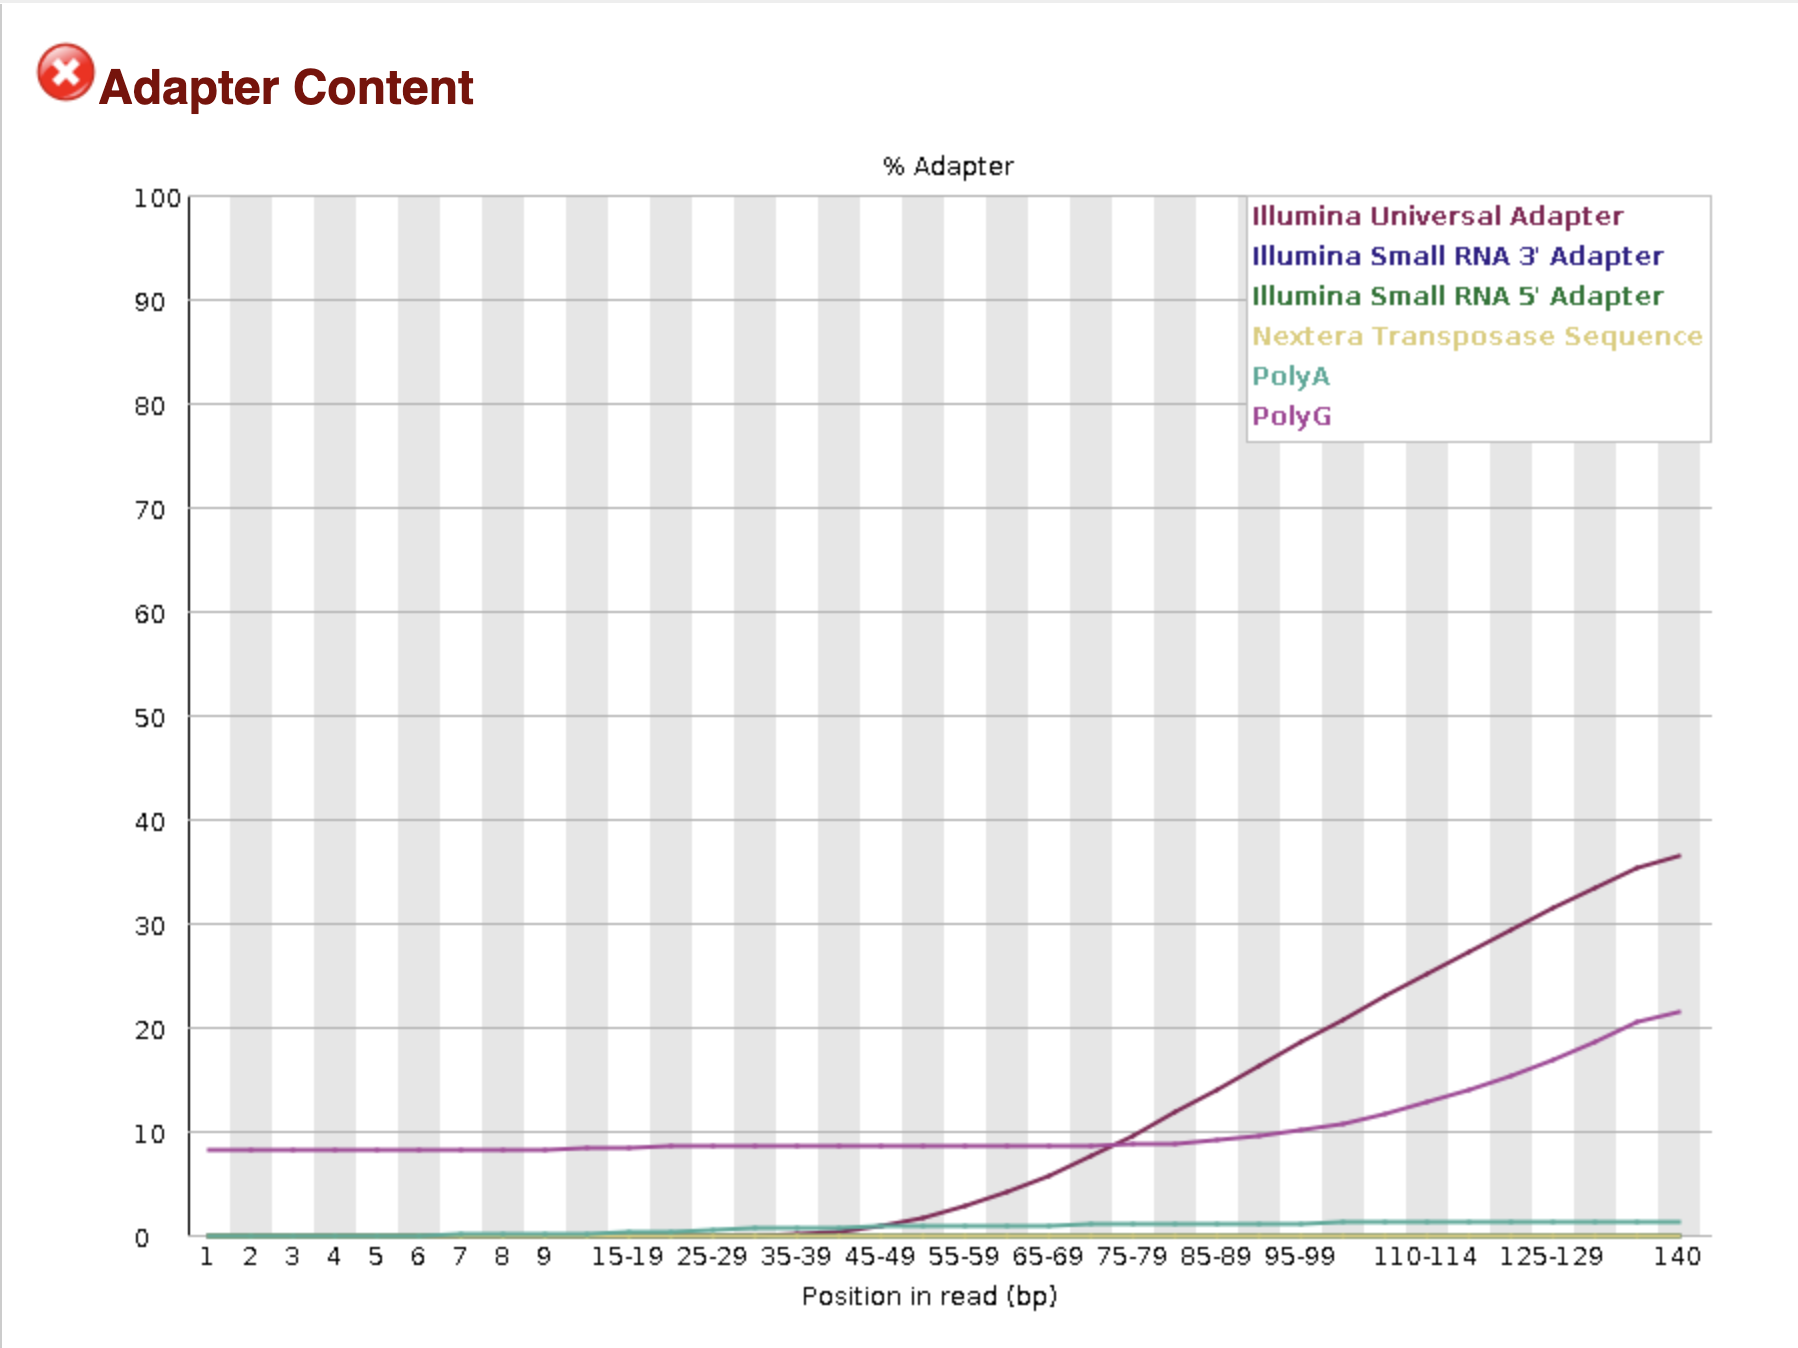 Adapter Content
% Adapter
Illumina Universal Adapter
Illumina Small RNA 3' Adapter
Illumina Small RNA 5' Adapter
Nextera Transposase Sequence
PolyA
PolyG
100
90
80
70
60
50
40
30
20
10
0
1 2 3 4 5 6 7 8 9 15-19 25-29 35-39 45-49 55-59 65-69 75-79 85-89 95-99 110-114 125-129 140
Position in read (bp)